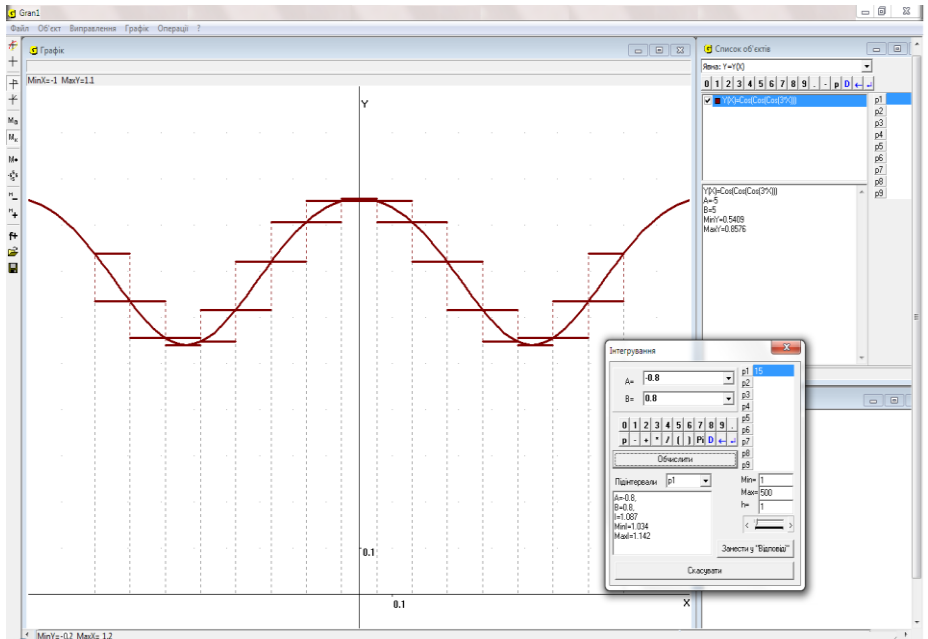 Gran1
Файл Об'єкт Виправлення Графік Операції ?
Графік
MinX=-1 MaxY=1.1
Y
0.1
0.1
X
MinY=-0.2 MaxX= 1.2
Список об'єктів
Явна: Y=Y(X)
0 1 2 3 4 5 6 7 8 9 . - p D ← ↵
Y(X)=Cos(Cos(Cos(3*X)))
p1
p2
p3
p4
p5
p6
p7
p8
p9
Y(X)=Cos(Cos(Cos(3*X)))
A=-5
B=5
MinY=0.5409
MaxY=0.8576
Інтегрування
A= -0.8
B= 0.8
p1 15
p2
p3
p4
p5
p6
p7
p8
p9
0 1 2 3 4 5 6 7 8 9 .
p - + * / ( ) Pi D ← ↵
Обчислити
Підінтервали p1
Min= 1
Max= 500
h= 1
A=-0.8,
B=0.8,
I=1.087
MinI=1.034
MaxI=1.142
Занести у "Відповіді"
Скасувати